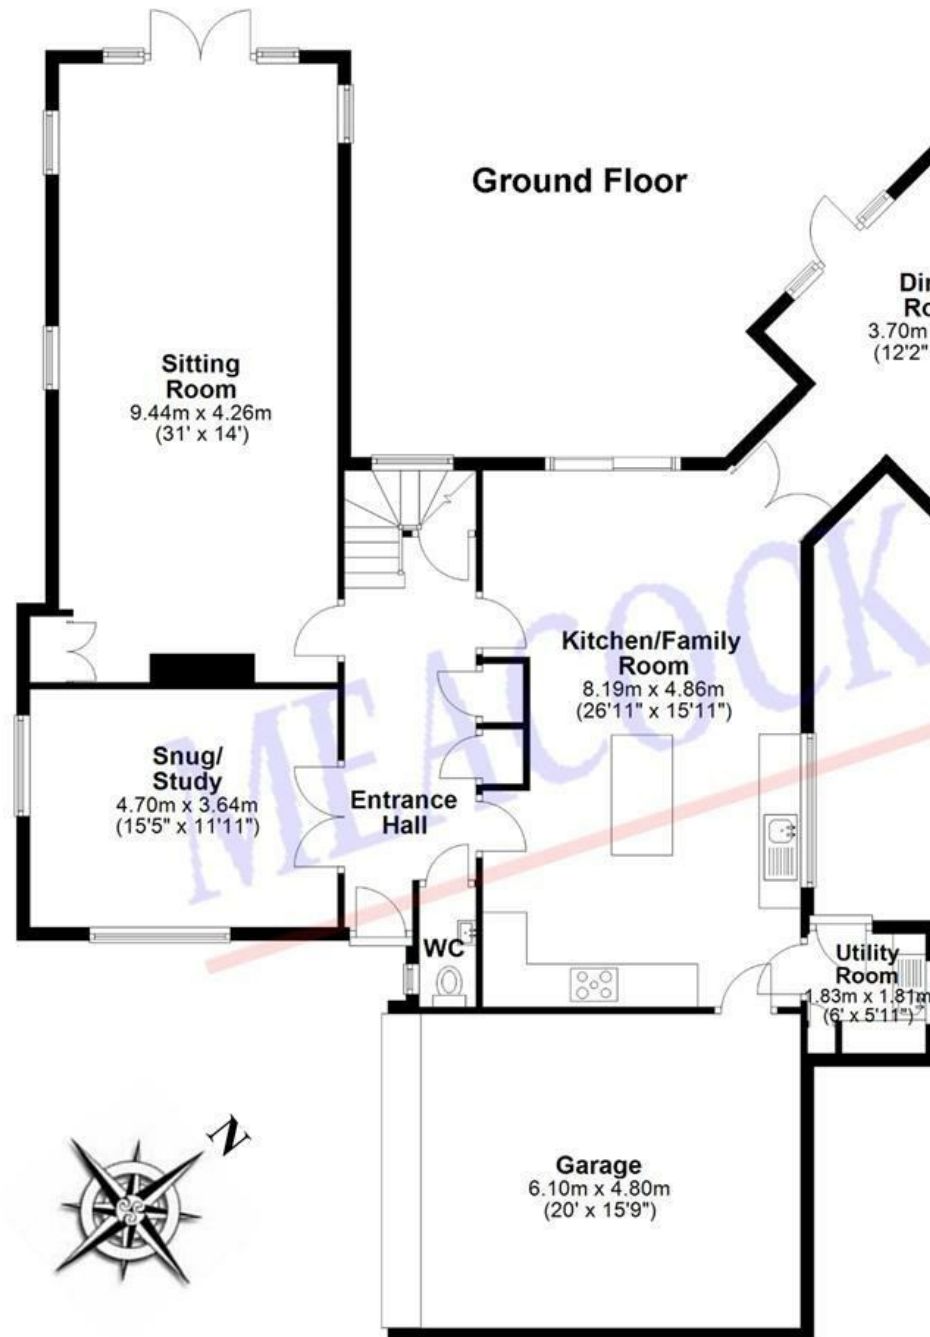 Ground Floor
Sitting
Room
9.44m x 4.26m
(31' x 14')
Kitchen/Family
Room
8.19m x 4.86m
(26'11" x 15'11")
Snug/
Study
4.70m x 3.64m
(15'5" x 11'11")
Entrance
Hall
WC
Utility
Room
1.83m x 1.81m
(6' x 5'11")
Garage
6.10m x 4.80m
(20' x 15'9")
3.70m
(12'2"
N
MEACOCK